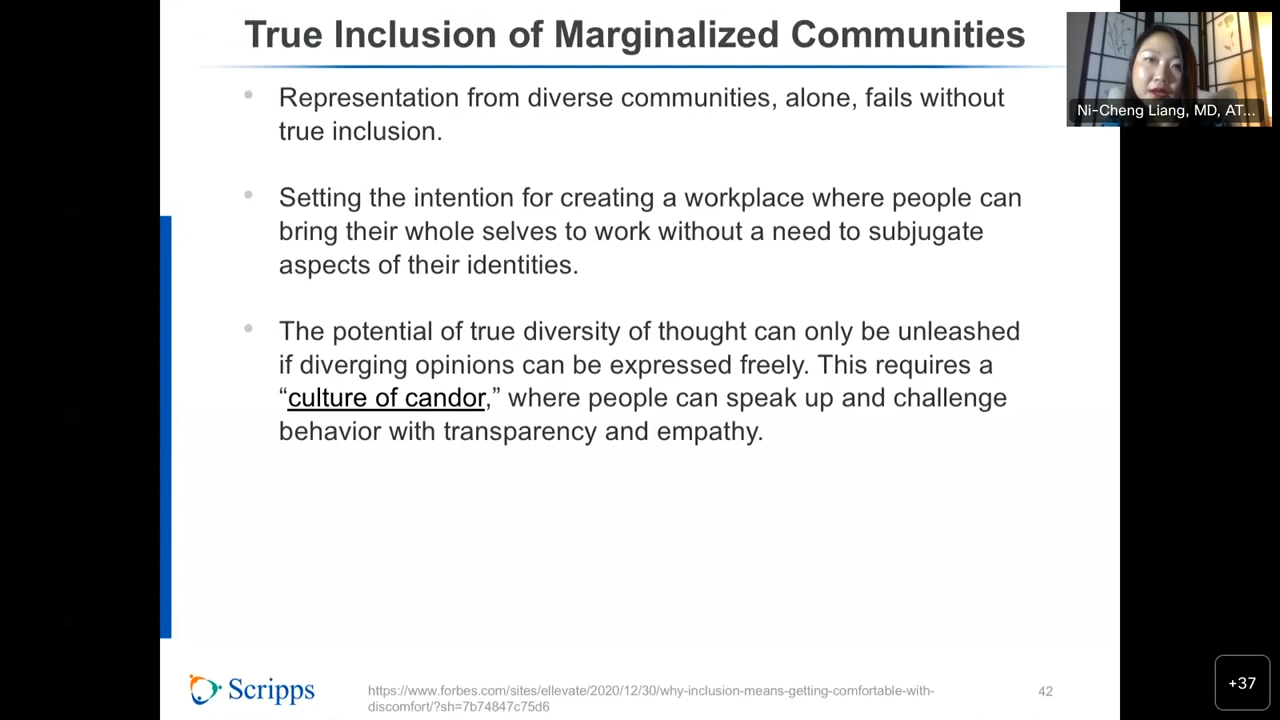 True Inclusion of Marginalized Communities
Ni-Cheng Liang, MD, AT...
• Representation from diverse communities, alone, fails without
true inclusion.
• Setting the intention for creating a workplace where people can
bring their whole selves to work without a need to subjugate
aspects of their identities.
• The potential of true diversity of thought can only be unleashed
if diverging opinions can be expressed freely. This requires a
“culture of candor,” where people can speak up and challenge
behavior with transparency and empathy.
Scripps
https://www.forbes.com/sites/ellevate/2020/12/30/why-inclusion-means-getting-comfortable-with-
discomfort/?sh=7b74847c75d6
42
+37